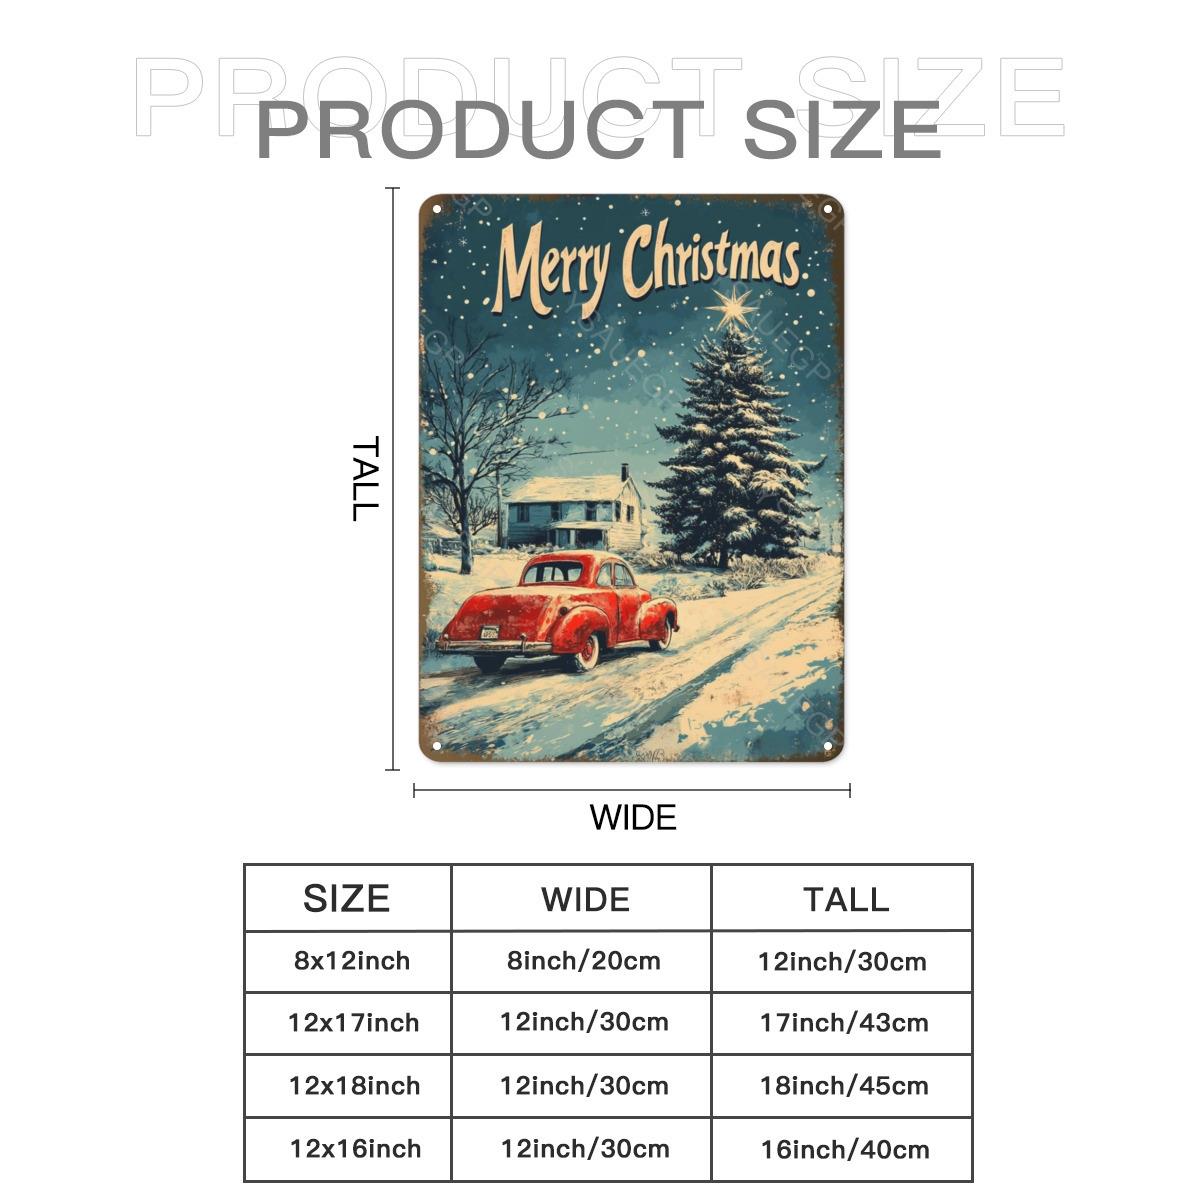 PRODUCT SIZE
PRODUCT SIZE
Merry Christmas
TALL
WIDE
SIZE WIDE TALL
8x12inch 8inch/20cm 12inch/30cm
12x17inch 12inch/30cm 17inch/43cm
12x18inch 12inch/30cm 18inch/45cm
12x16inch 12inch/30cm 16inch/40cm